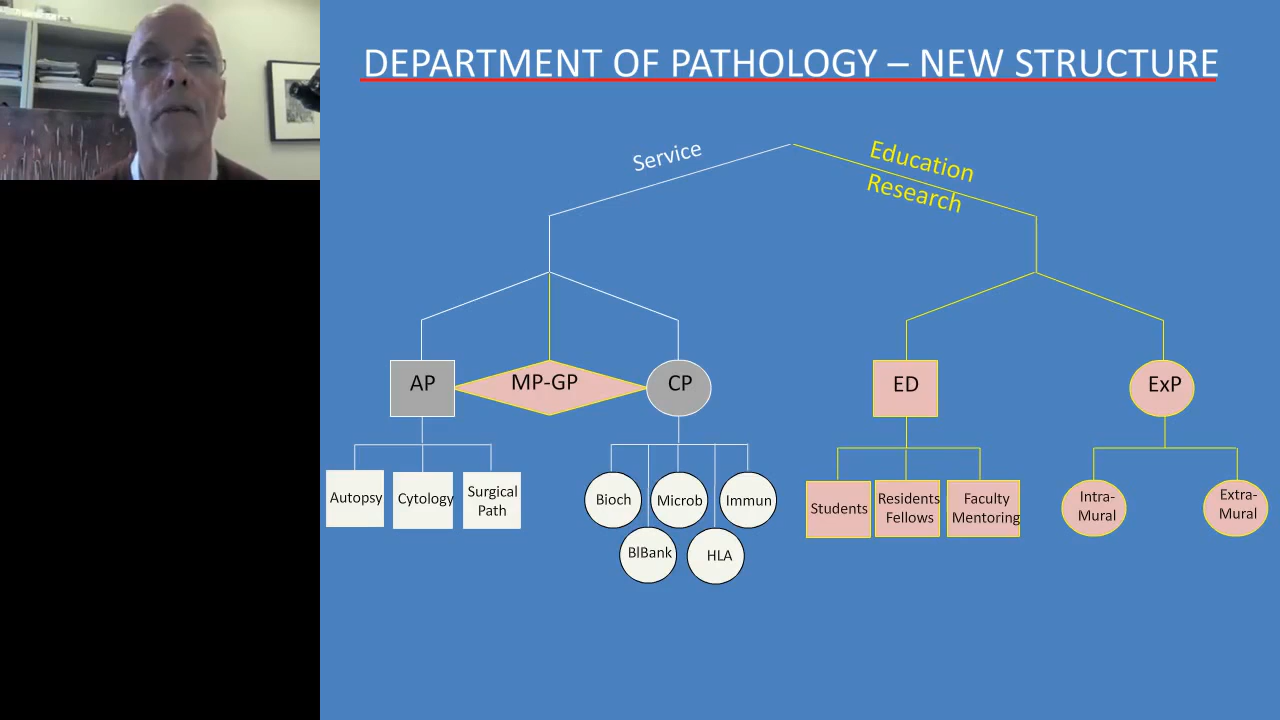 DEPARTMENT OF PATHOLOGY – NEW STRUCTURE
Service
Education
Research
AP
MP-GP
CP
ED
ExP
Autopsy
Cytology
Surgical
Path
Bioch
Microb
Immun
BlBank
HLA
Students
Residents
Fellows
Faculty
Mentoring
Intra-
Mural
Extra-
Mural